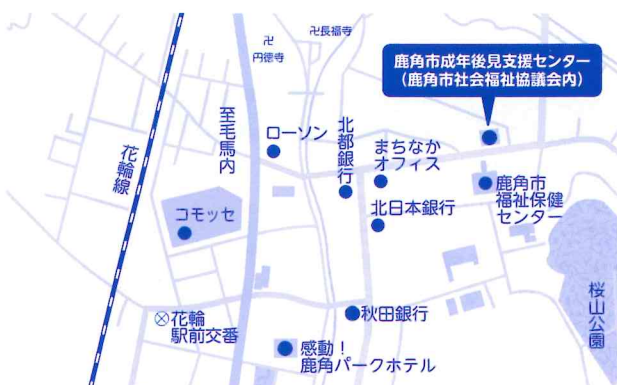 卍長福寺
卍
円徳寺
鹿角市成年後見支援センター
（鹿角市社会福祉協議会内）
至毛馬内
ローソン
北都銀行
まちなか
オフィス
花輪線
鹿角市
福祉保健
センター
コモッセ
北日本銀行
桜山公園
花輪
駅前交番
秋田銀行
感動！
鹿角パークホテル